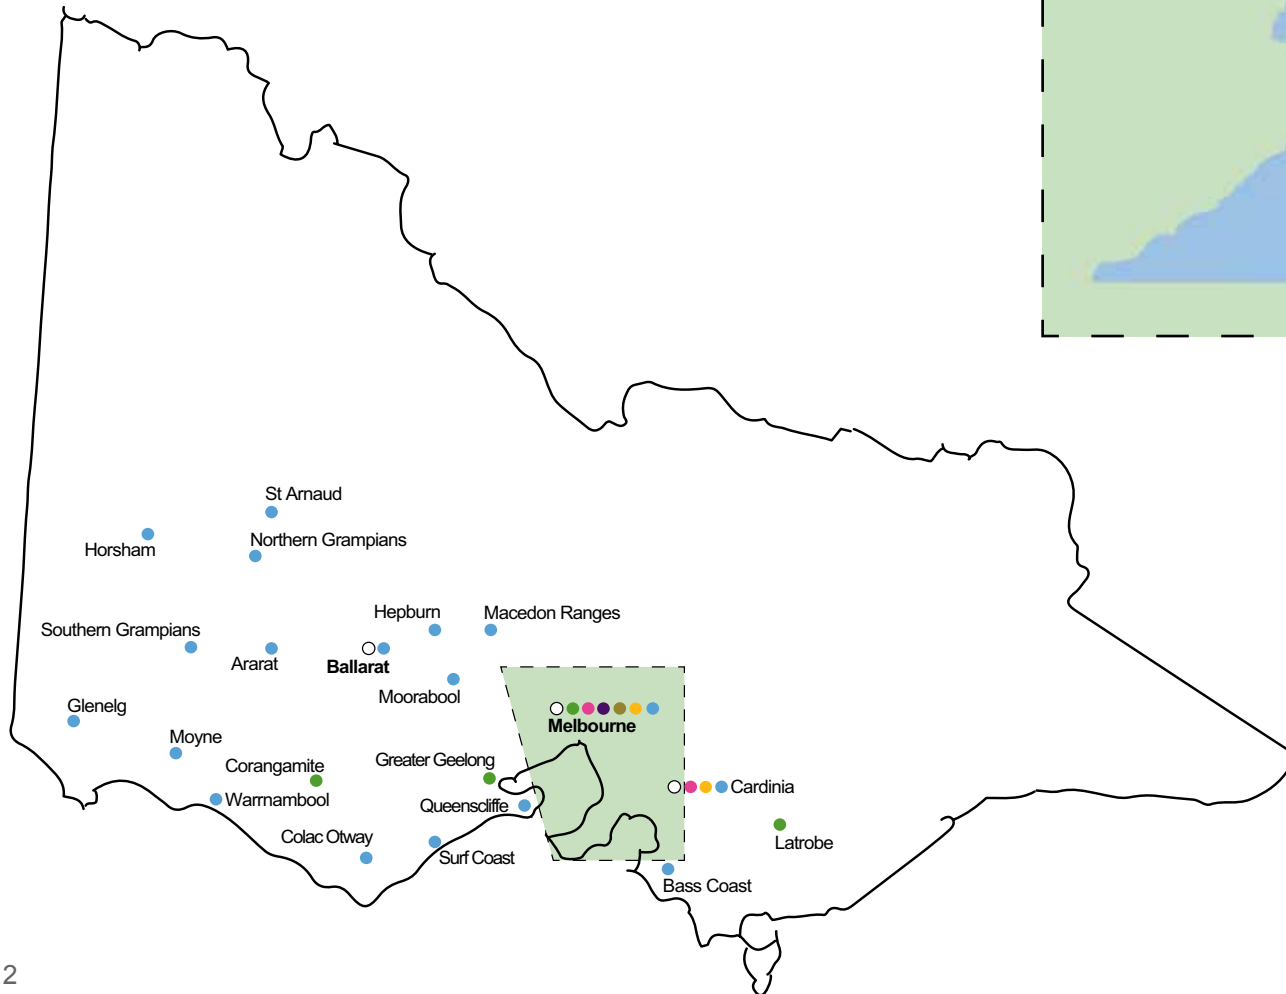 St Arnaud
Northern Grampians
Horsham
Hepburn
Macedon Ranges
Southern Grampians
Ararat
Ballarat
Moorabool
Glenelg
Melbourne
Moyne
Corangamite
Greater Geelong
Cardinia
Warrnambool
Queenscliffe
Colac Otway
Surf Coast
Latrobe
Bass Coast
2